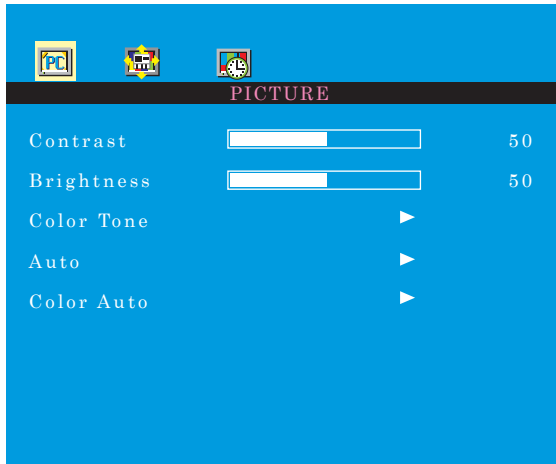 PC
PICTURE
Contrast 50
Brightness 50
Color Tone
Auto
Color Auto